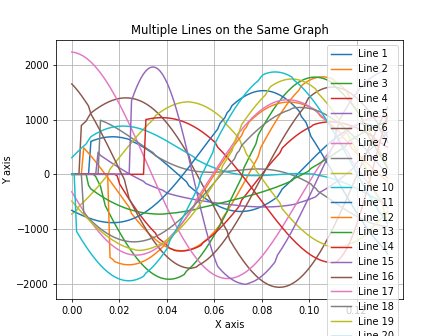 Multiple Lines on the Same Graph
2000
1000
0
−1000
−2000
Y axis
0.00
0.02
0.04
0.06
0.08
0.10
X axis
Line 1
Line 2
Line 3
Line 4
Line 5
Line 6
Line 7
Line 8
Line 9
Line 10
Line 11
Line 12
Line 13
Line 14
Line 15
Line 16
Line 17
Line 18
Line 19
Line 20